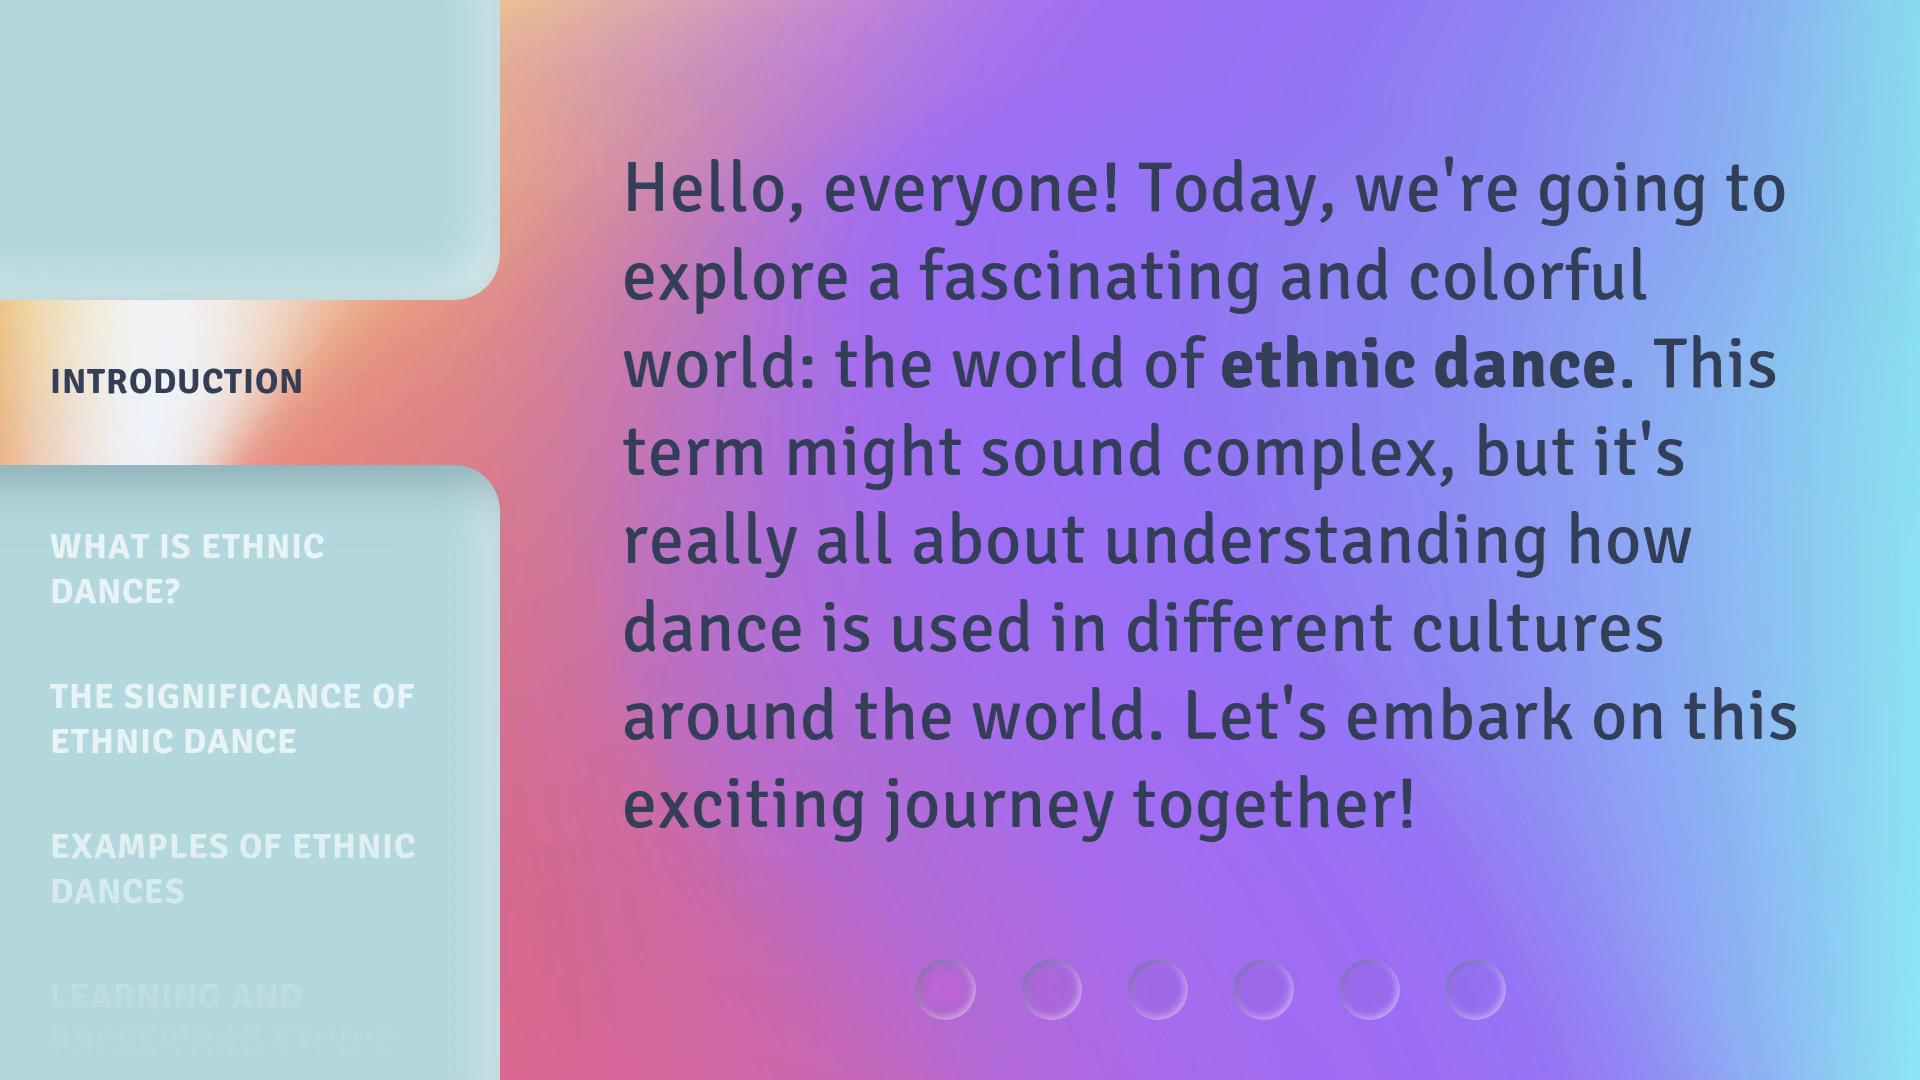 INTRODUCTION
WHAT IS ETHNIC
DANCE?
THE SIGNIFICANCE OF
ETHNIC DANCE
EXAMPLES OF ETHNIC
DANCES
LEARNING AND
PRESERVING ETHNIC
Hello, everyone! Today, we're going to
explore a fascinating and colorful
world: the world of ethnic dance. This
term might sound complex, but it's
really all about understanding how
dance is used in different cultures
around the world. Let's embark on this
exciting journey together!